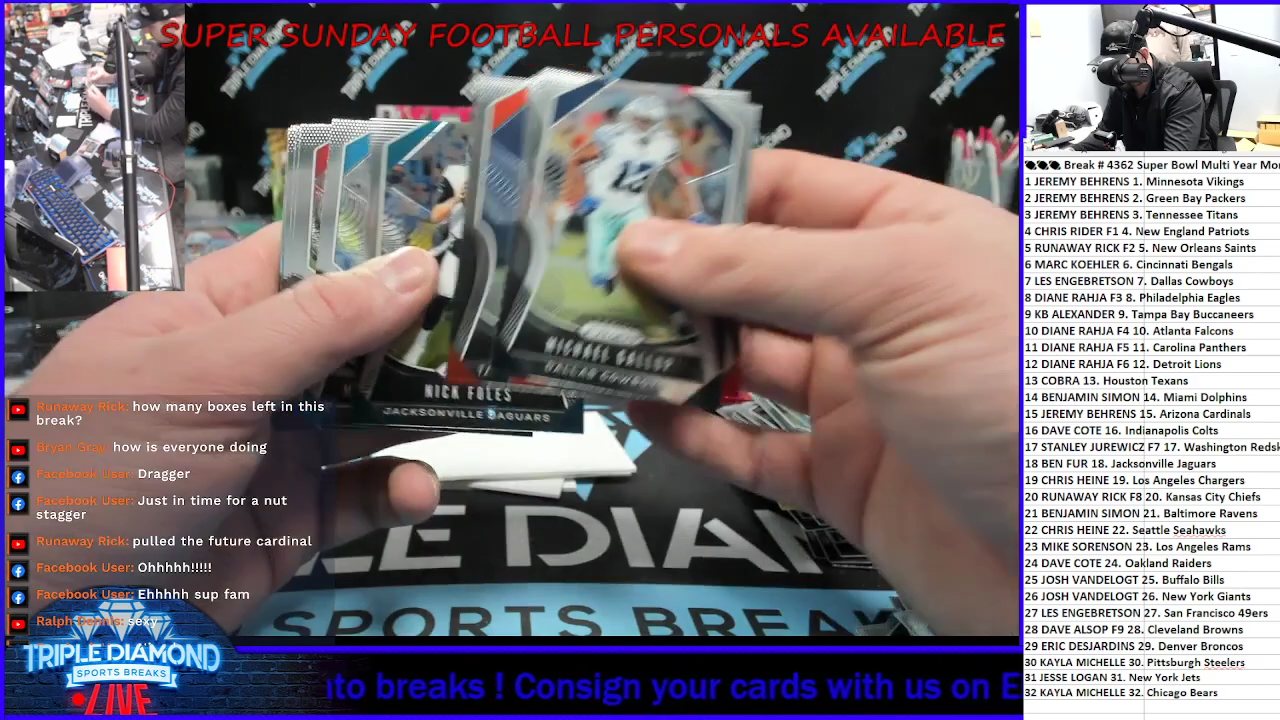 SUPER SUNDAY FOOTBALL PERSONALS AVAILABLE
TRIPLE DIAMOND
MICHAEL GALLUP
DALLAS COWBOYS
NICK FOLES
JACKSONVILLE JAGUARS
LE DIAM
SPORTS BREAK
Runaway Rick: how many boxes left in this
break?
Bryan Gray: how is everyone doing
Facebook User: Dragger
Facebook User: Just in time for a nut
stagger
Runaway Rick: pulled the future cardinal
Facebook User: Ohhhhh!!!!!
Facebook User: Ehhhhh sup fam
Ralph Dennis: sexy
TRIPLE DIAMOND
SPORTS BREAKS
LIVE
nto breaks ! Consign your cards with us on E
Break # 4362 Super Bowl Multi Year Mo
1 JEREMY BEHRENS 1. Minnesota Vikings
2 JEREMY BEHRENS 2. Green Bay Packers
3 JEREMY BEHRENS 3. Tennessee Titans
4 CHRIS RIDER F1 4. New England Patriots
5 RUNAWAY RICK F2 5. New Orleans Saints
6 MARC KOEHLER 6. Cincinnati Bengals
7 LES ENGEBRETSON 7. Dallas Cowboys
8 DIANE RAHJA F3 8. Philadelphia Eagles
9 KB ALEXANDER 9. Tampa Bay Buccaneers
10 DIANE RAHJA F4 10. Atlanta Falcons
11 DIANE RAHJA F5 11. Carolina Panthers
12 DIANE RAHJA F6 12. Detroit Lions
13 COBRA 13. Houston Texans
14 BENJAMIN SIMON 14. Miami Dolphins
15 JEREMY BEHRENS 15. Arizona Cardinals
16 DAVE COTE 16. Indianapolis Colts
17 STANLEY JUREWICZ F7 17. Washington Redsk
18 BEN FUR 18. Jacksonville Jaguars
19 CHRIS HEINE 19. Los Angeles Chargers
20 RUNAWAY RICK F8 20. Kansas City Chiefs
21 BENJAMIN SIMON 21. Baltimore Ravens
22 CHRIS HEINE 22. Seattle Seahawks
23 MIKE SORENSON 23. Los Angeles Rams
24 DAVE COTE 24. Oakland Raiders
25 JOSH VANDELOGT 25. Buffalo Bills
26 JOSH VANDELOGT 26. New York Giants
27 LES ENGEBRETSON 27. San Francisco 49ers
28 DAVE ALSOP F9 28. Cleveland Browns
29 ERIC DEAN 29. Denver Broncos
30 KAYLA MICHELLE 30. Pittsburg's Steelers
31 JESSE LOGAN 31. New York Jets
32 KAYLA MICHELLE 32. Chicago Bears